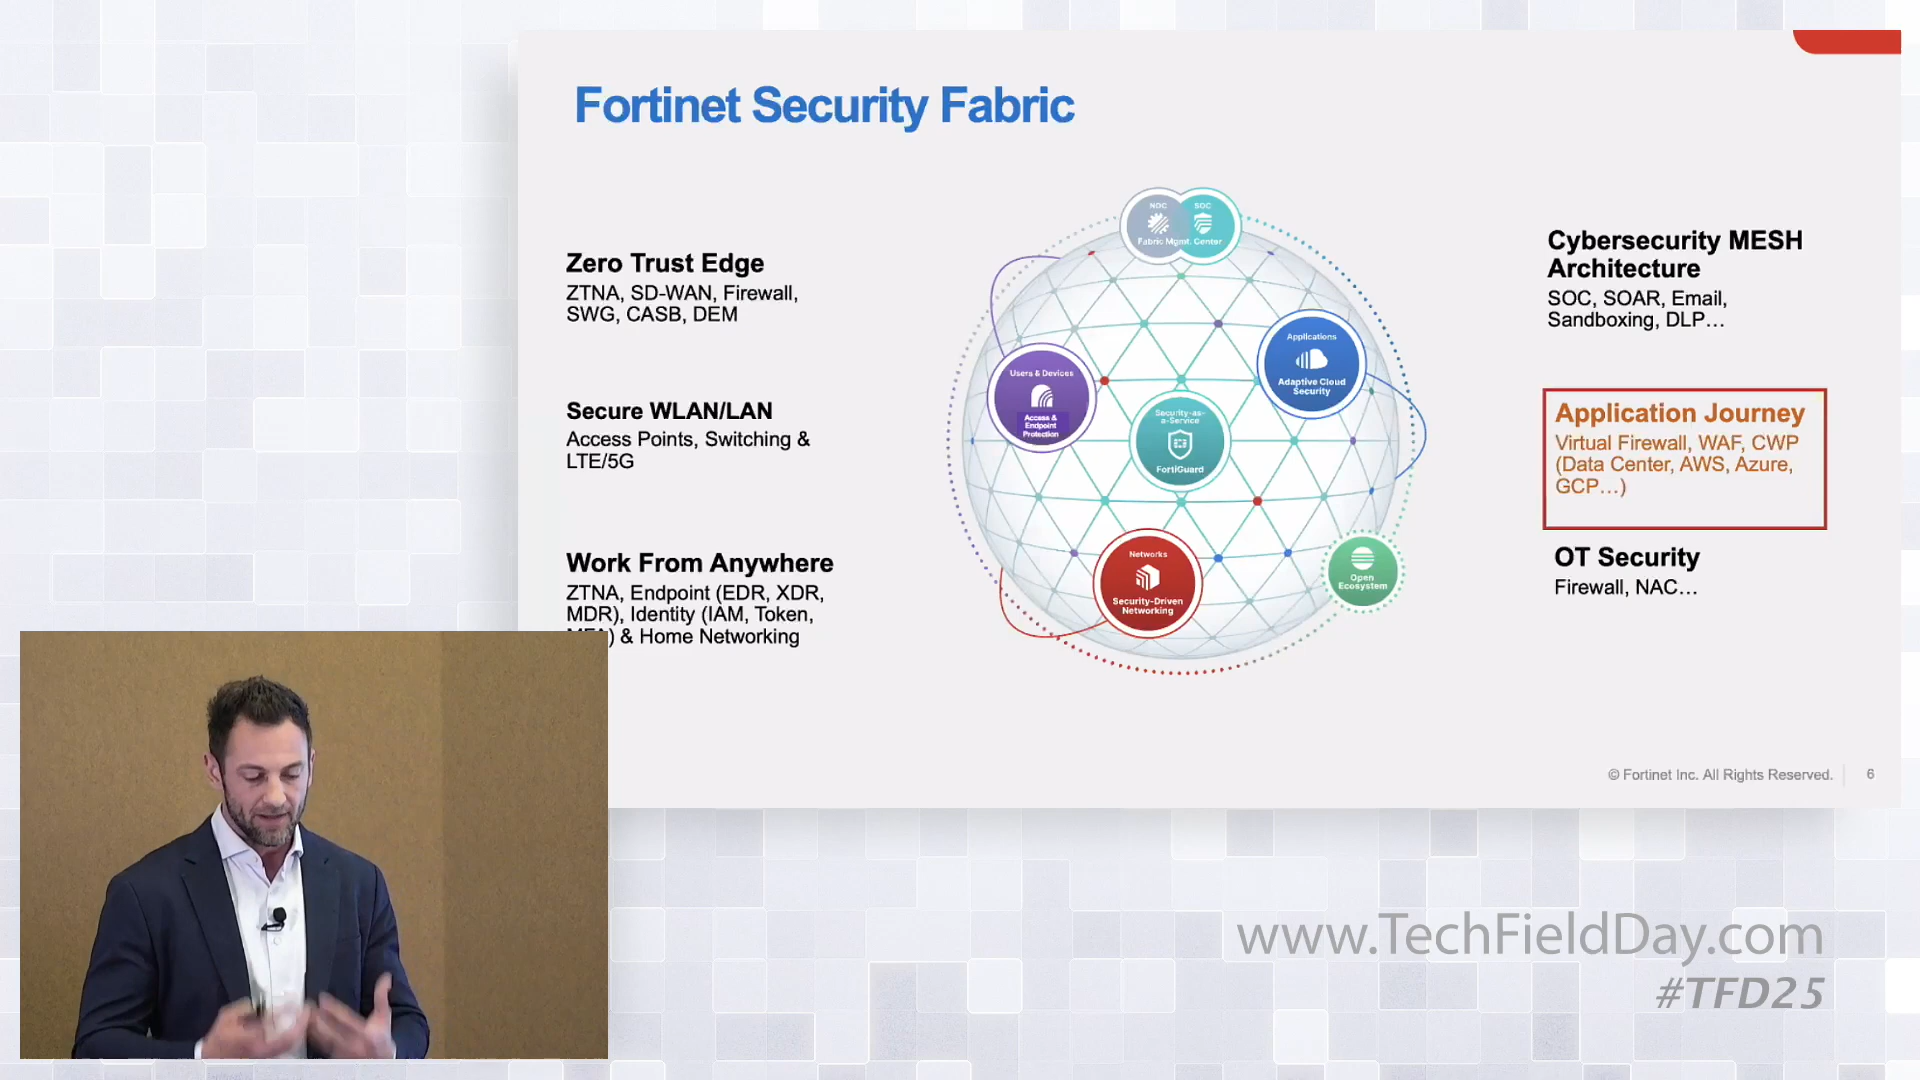 Fortinet Security Fabric
Zero Trust Edge
ZTNA, SD-WAN, Firewall,
SWG, CASB, DEM
Secure WLAN/LAN
Access Points, Switching &
LTE/5G
Work From Anywhere
ZTNA, Endpoint (EDR, XDR,
MDR), Identity (IAM, Token,
MFA) & Home Networking
NOC
SOC
Fabric Mgmt. Center
Users & Devices
Access &
Endpoint
Protection
Applications
Adaptive Cloud
Security
Security-as-
a-Service
FortiGuard
Networks
Security-Driven
Networking
Open
Ecosystem
Cybersecurity MESH
Architecture
SOC, SOAR, Email,
Sandboxing, DLP...
Application Journey
Virtual Firewall, WAF, CWP
(Data Center, AWS, Azure,
GCP...)
OT Security
Firewall, NAC...
© Fortinet Inc. All Rights Reserved.
6
www.TechFieldDay.com
#TFD25